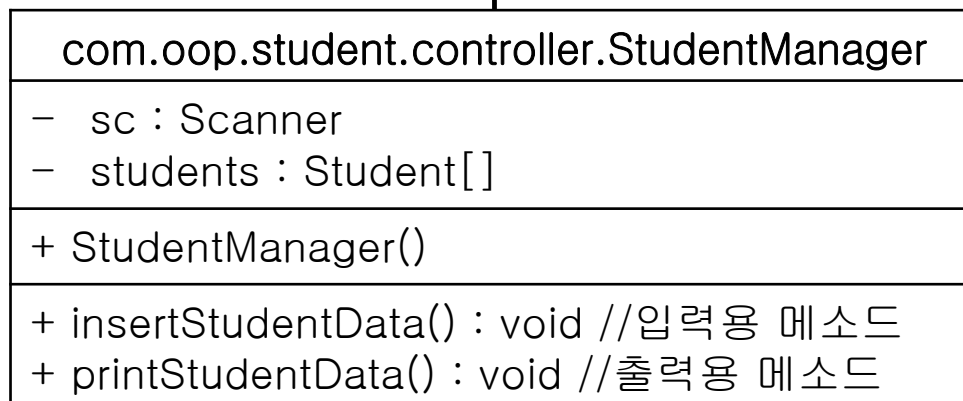 com.oop.student.controller.StudentManager
- sc : Scanner
- students : Student[]
+ StudentManager()
+ insertStudentData() : void //입력용 메소드
+ printStudentData() : void //출력용 메소드